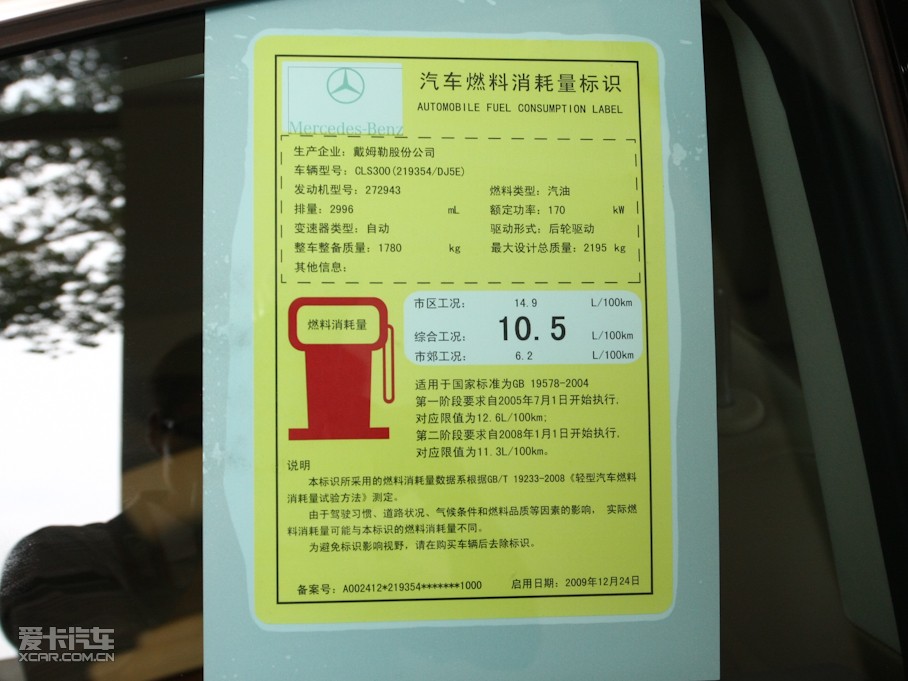 汽车燃料消耗量标识
AUTOMOBILE FUEL CONSUMPTION LABEL
Mercedes-Benz
生产企业：戴姆勒股份公司
车辆型号：CLS300(219354/DJ5E)
发动机型号：272943 燃料类型：汽油
排量：2996 mL 额定功率：170 kW
变速器类型：自动 驱动形式：后轮驱动
整车整备质量：1780 kg 最大设计总质量：2195 kg
其他信息：
燃料消耗量
市区工况： 14.9 L/100km
综合工况： 10.5 L/100km
市郊工况： 6.2 L/100km
适用于国家标准为GB 19578-2004
第一阶段要求自2005年7月1日开始执行，
对应限值为12.6L/100km;
第二阶段要求自2008年1月1日开始执行，
对应限值为11.3L/100km。
说明
本标识所采用的燃料消耗量数据系根据GB/T 19233-2008《轻型汽车燃料
消耗量试验方法》测定。
由于驾驶习惯、道路状况、气候条件和燃料品质等因素的影响， 实际燃
料消耗量可能与本标识的燃料消耗量不同。
为避免标识影响视野，请在购买车辆后去除标识。
备案号：A002412*219354*******1000 启用日期：2009年12月24日
爱卡汽车
XCAR.COM.CN